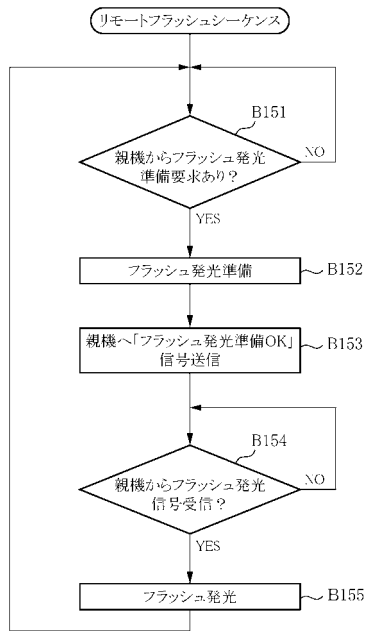 リモートフラッシュシーケンス
B151
親機からフラッシュ発光
準備要求あり?
NO
YES
フラッシュ発光準備
B152
親機へ「フラッシュ発光準備OK」
信号送信
B153
B154
親機からフラッシュ発光
信号受信?
NO
YES
フラッシュ発光
B155